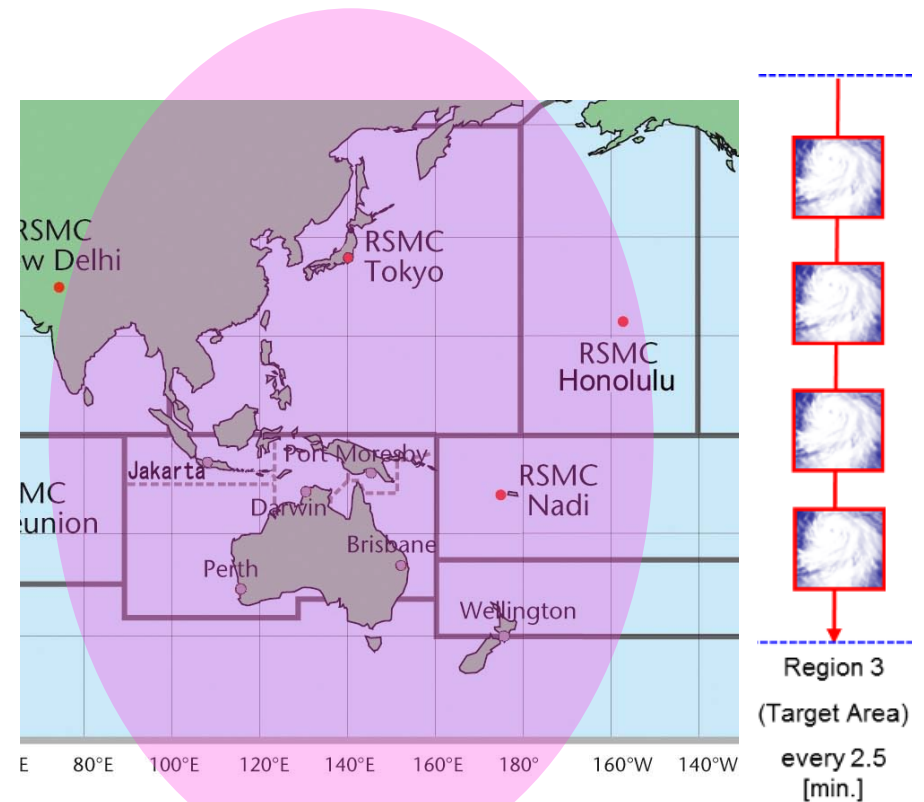 RSMC
w Delhi
RSMC
Tokyo
RSMC
Honolulu
Port Moresby
Jakarta
RSMC
Nadi
MC
eunion
Darwin
Brisbane
Perth
Wellington
E 80°E 100°E 120°E 140°E 160°E 180° 160°W 140°W
Region 3
(Target Area)
every 2.5
[min.]